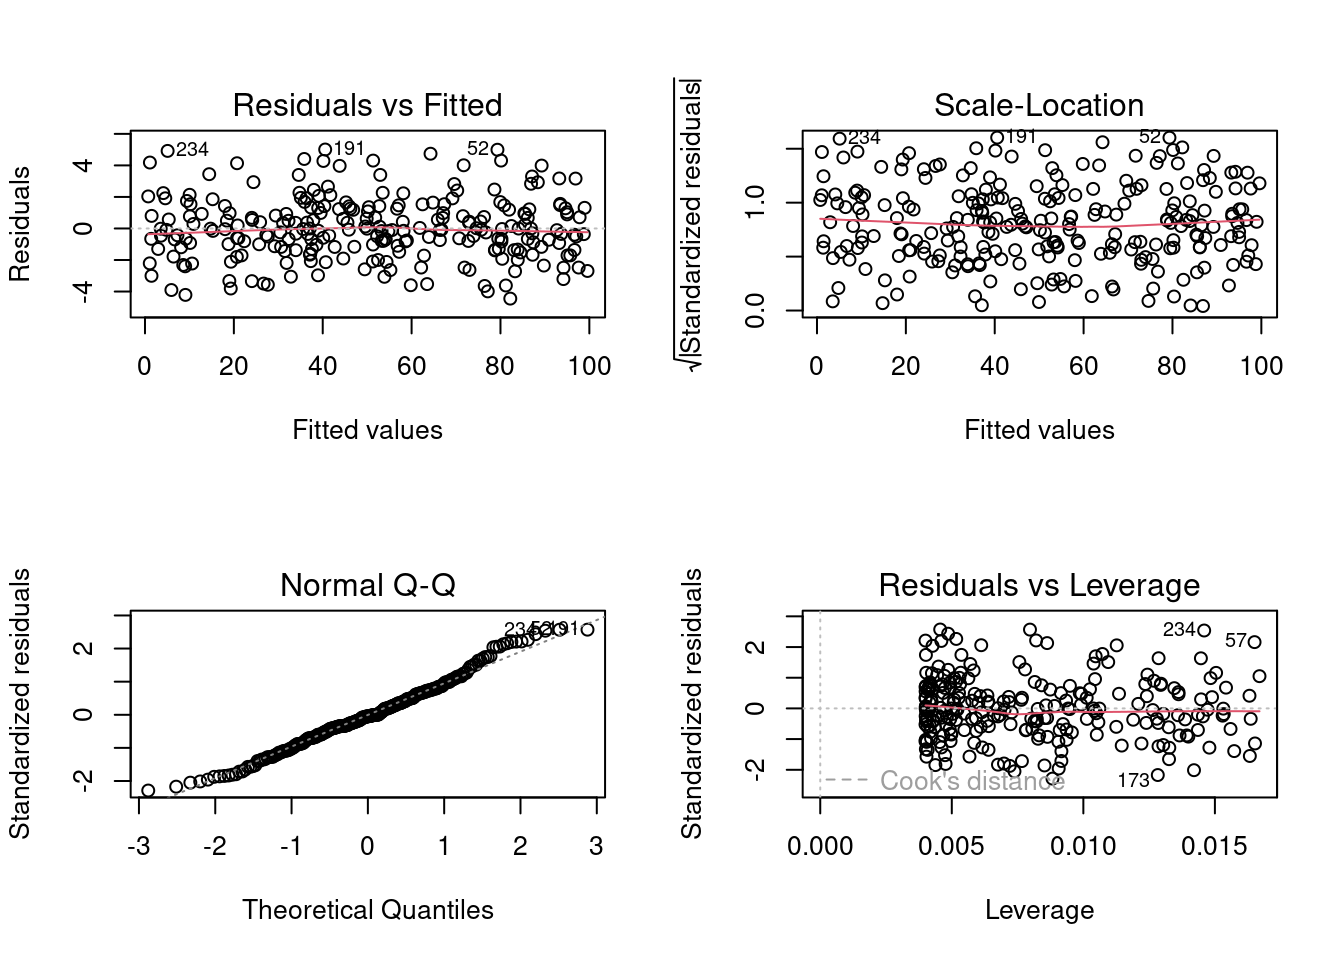 Residuals vs Fitted
Residuals
4
0
-4
234
191
52
0 20 40 60 80 100
Fitted values
Scale-Location
√|Standardized residuals|
1.0
0.0
234
191
52
0 20 40 60 80 100
Fitted values
Normal Q-Q
Standardized residuals
2
0
-2
234
52
191
-3 -2 -1 0 1 2 3
Theoretical Quantiles
Residuals vs Leverage
Standardized residuals
2
0
-2
234
57
173
Cook's distance
0.000 0.005 0.010 0.015
Leverage